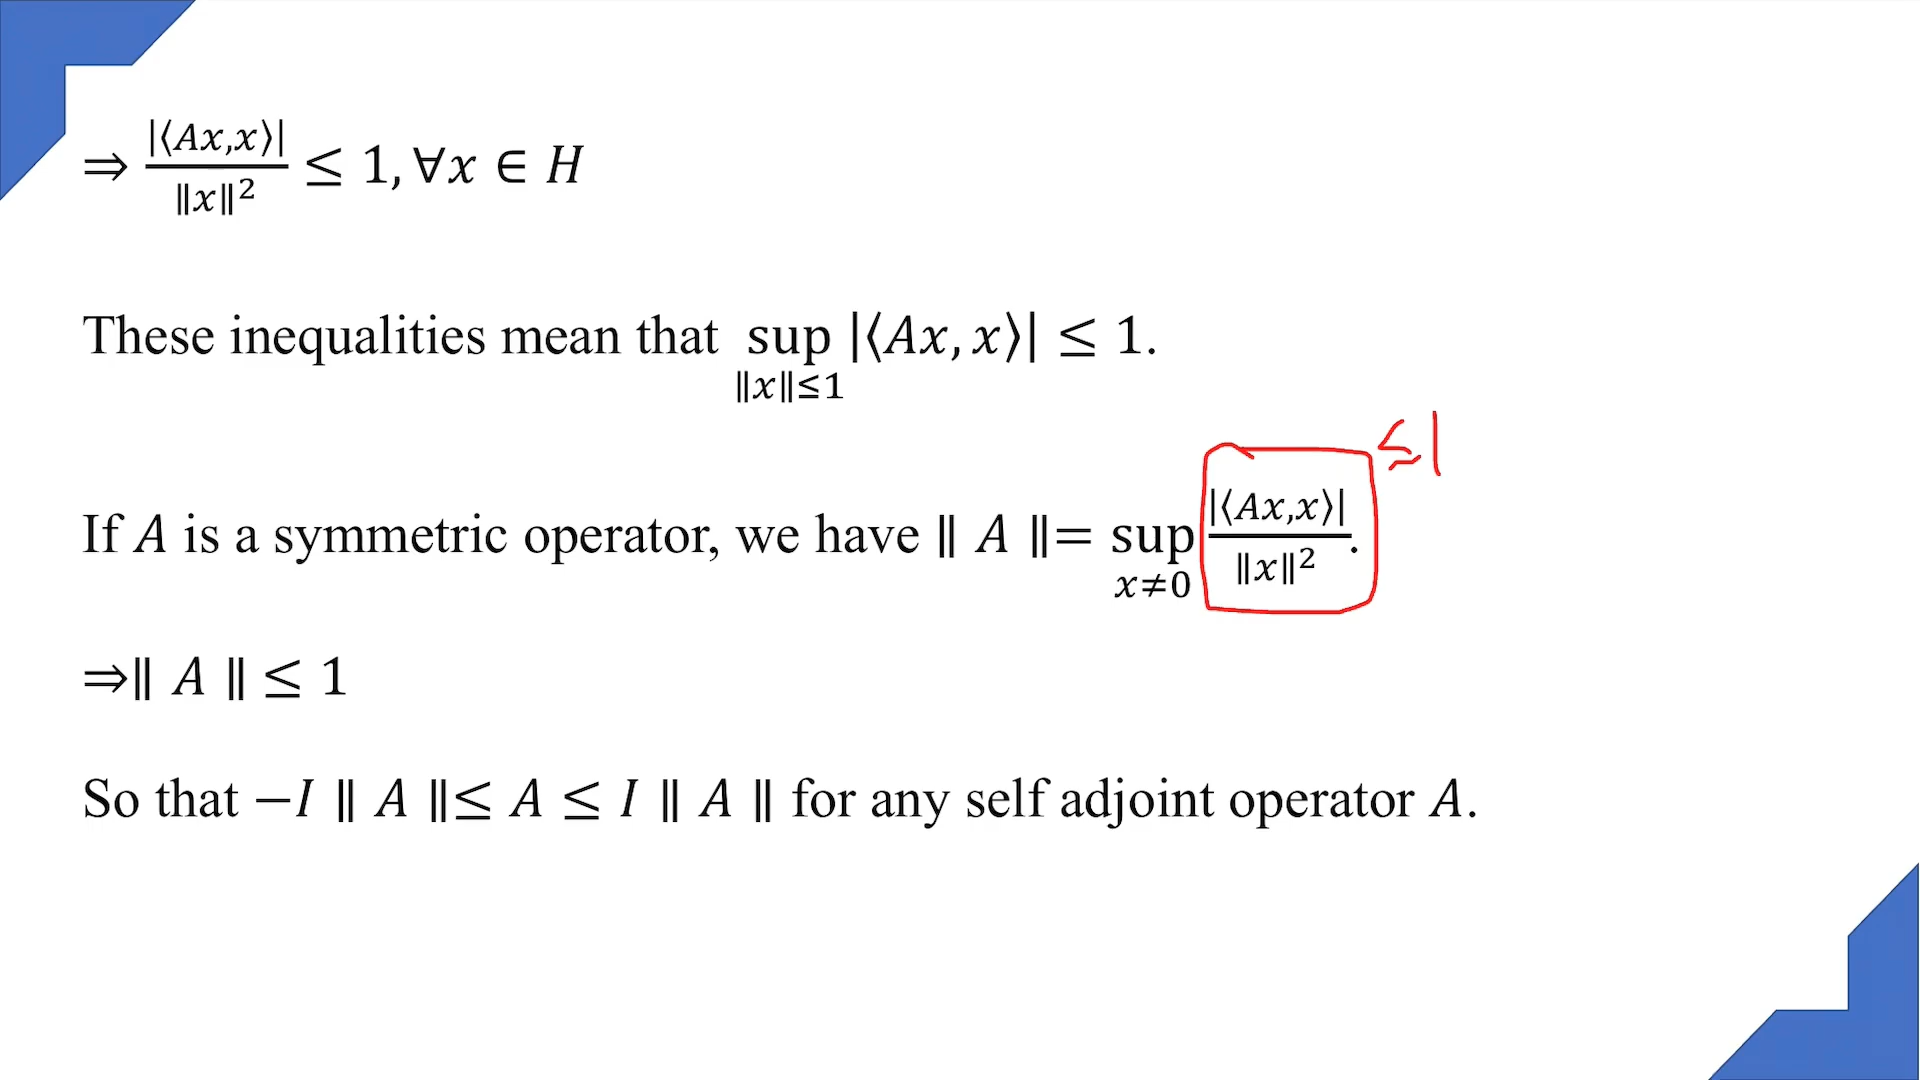 ⇒ |⟨Ax,x⟩| / ‖x‖² ≤ 1, ∀x ∈ H
These inequalities mean that sup_{‖x‖≤1} |⟨Ax, x⟩| ≤ 1.
≤1
If A is a symmetric operator, we have ‖ A ‖= sup_{x≠0} |⟨Ax,x⟩| / ‖x‖².
⇒‖ A ‖ ≤ 1
So that −I ‖ A ‖≤ A ≤ I ‖ A ‖ for any self adjoint operator A.